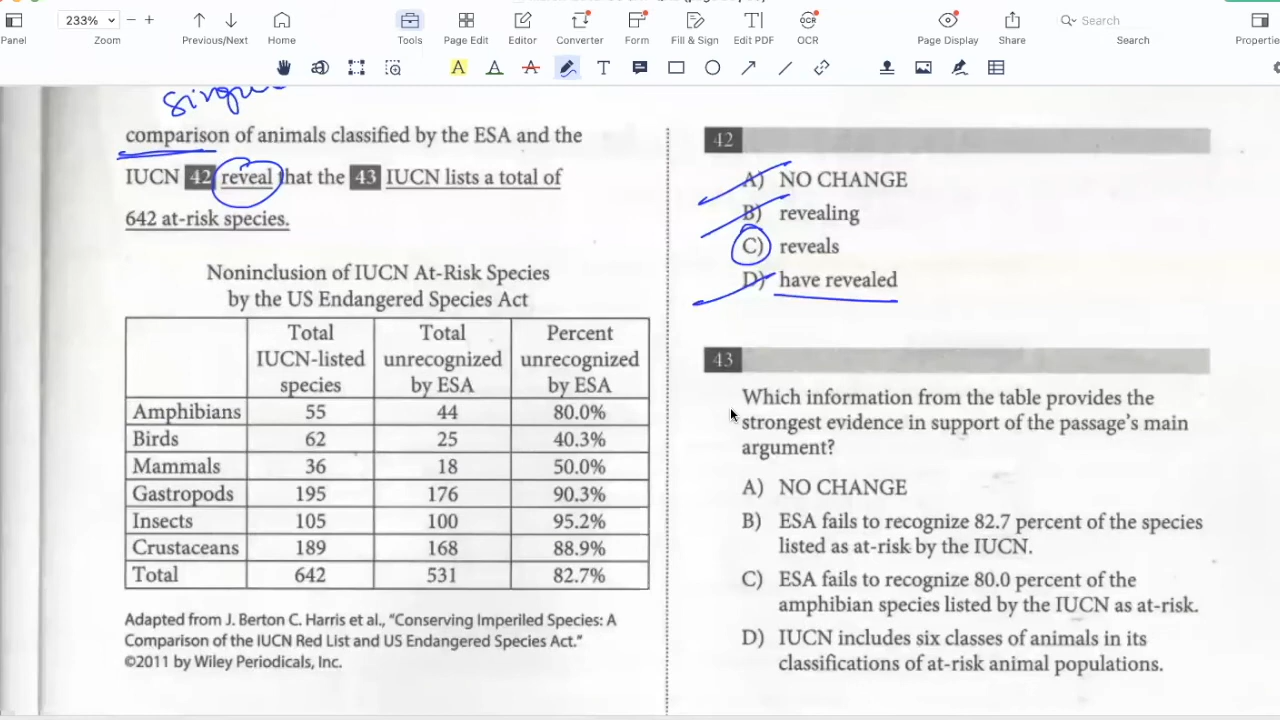 233%
Panel
Zoom
Previous/Next
Home
Tools
Page Edit
Editor
Converter
Form
Fill & Sign
Edit PDF
OCR
OCR
Page Display
Share
Search
Search
Propertie
comparison of animals classified by the ESA and the
IUCN 42 reveal that the 43 IUCN lists a total of
642 at-risk species.
Noninclusion of IUCN At-Risk Species
by the US Endangered Species Act
Total IUCN-listed species
Total unrecognized by ESA
Percent unrecognized by ESA
Amphibians 55 44 80.0%
Birds 62 25 40.3%
Mammals 36 18 50.0%
Gastropods 195 176 90.3%
Insects 105 100 95.2%
Crustaceans 189 168 88.9%
Total 642 531 82.7%
Adapted from J. Berton C. Harris et al., “Conserving Imperiled Species: A
Comparison of the IUCN Red List and US Endangered Species Act.”
©2011 by Wiley Periodicals, Inc.
42
A) NO CHANGE
B) revealing
C) reveals
D) have revealed
43
Which information from the table provides the
strongest evidence in support of the passage’s main
argument?
A) NO CHANGE
B) ESA fails to recognize 82.7 percent of the species
listed as at-risk by the IUCN.
C) ESA fails to recognize 80.0 percent of the
amphibian species listed by the IUCN as at-risk.
D) IUCN includes six classes of animals in its
classifications of at-risk animal populations.